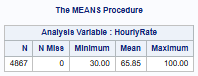 The MEANS Procedure
Analysis Variable : HourlyRate
N N Miss Minimum Mean Maximum
4867 0 30.00 65.85 100.00